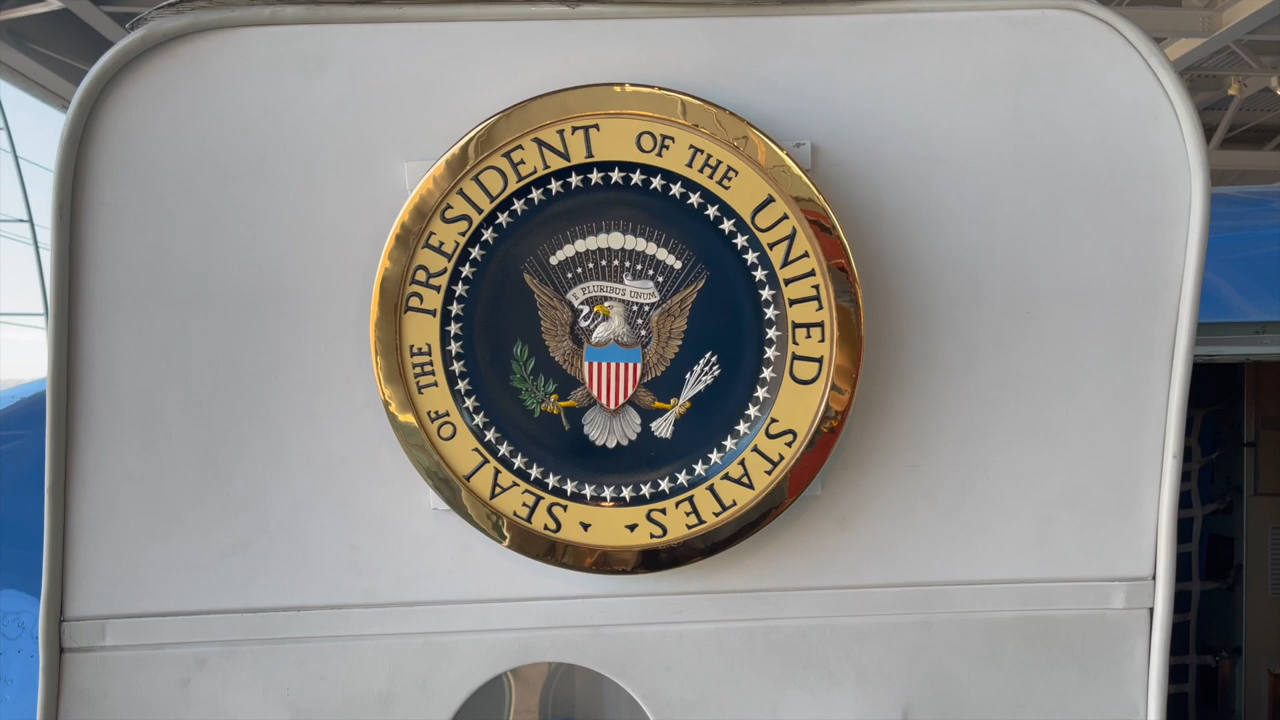 SEAL OF THE PRESIDENT OF THE UNITED STATES
E PLURIBUS UNUM